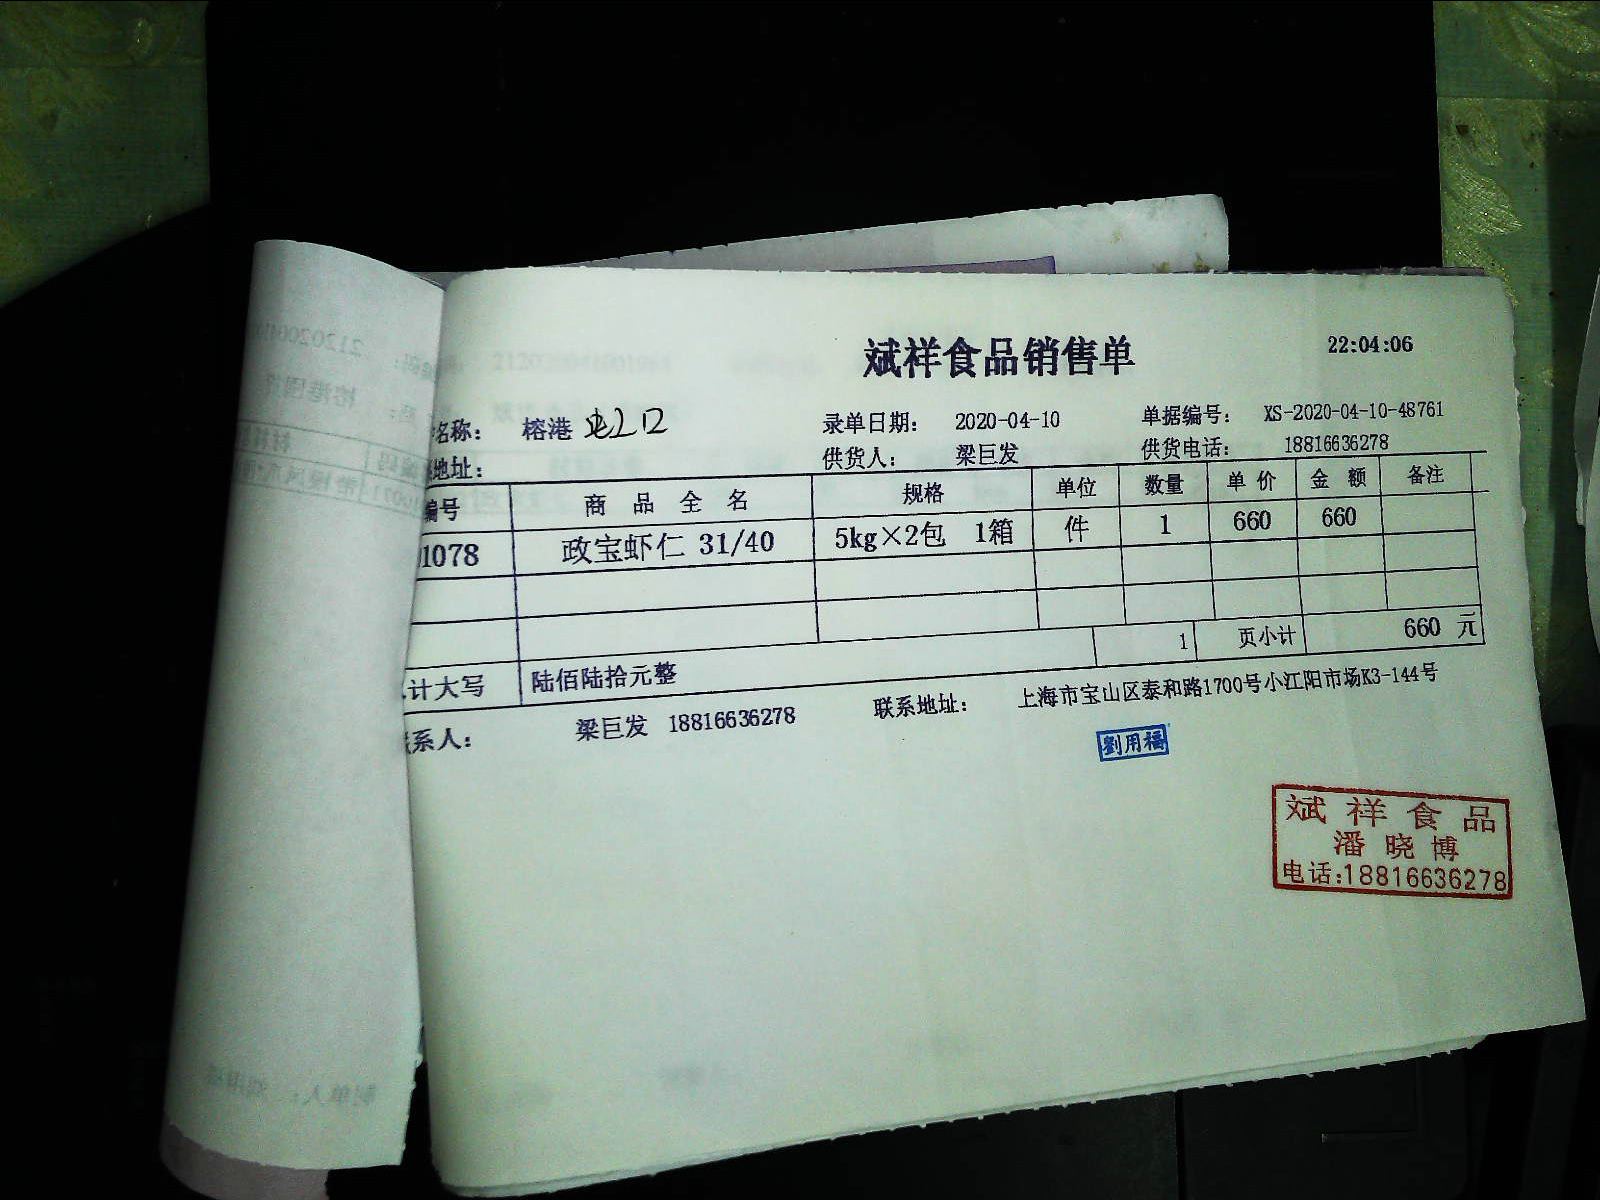 斌祥食品销售单 22:04:06
名称： 榕港 录单日期： 2020-04-10 单据编号： XS-2020-04-10-48761
地址： 供货人： 梁巨发 供货电话： 18816636278
编号 商品全名 规格 单位 数量 单价 金额 备注
1078 政宝虾仁 31/40 5kg×2包 1箱 件 1 660 660
1 页小计 660 元
计大写 陆佰陆拾元整
系人： 梁巨发 18816636278 联系地址： 上海市宝山区泰和路1700号小江阳市场K3-144号
劉用福
斌祥食品
潘晓博
电话:18816636278